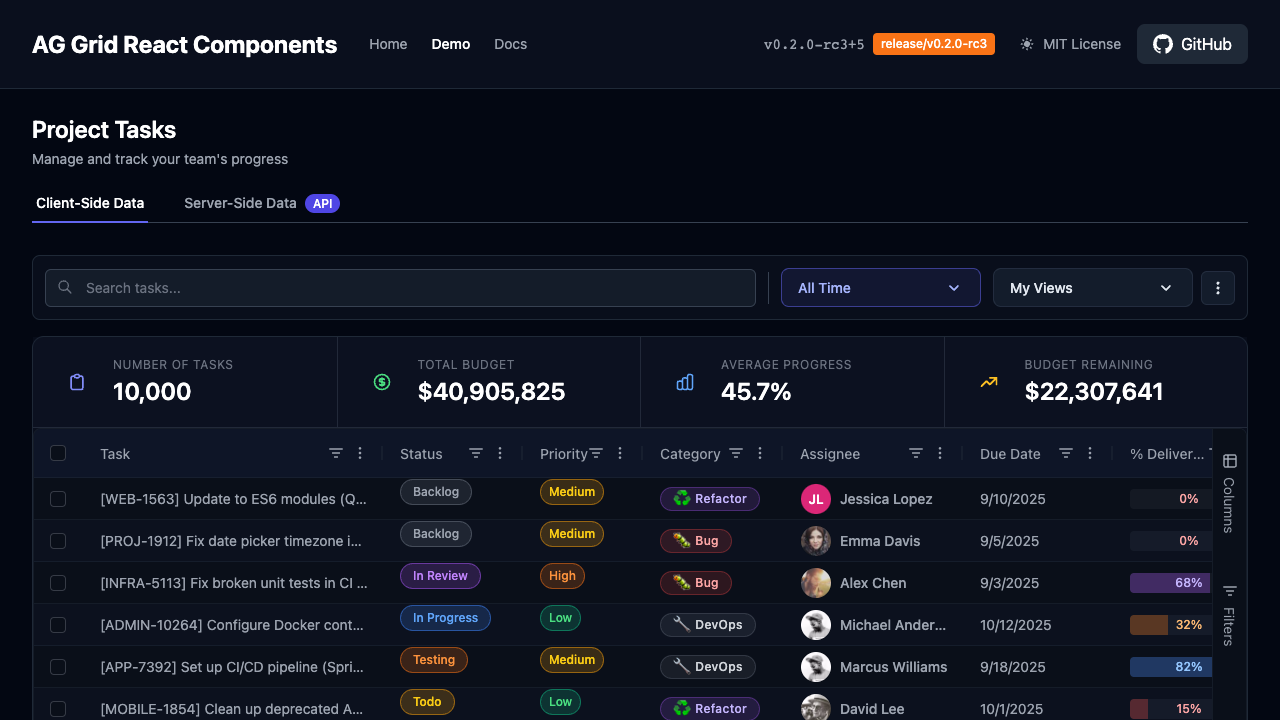 AG Grid React Components Home Demo Docs v0.2.0-rc3+5 release/v0.2.0-rc3 MIT License GitHub
Project Tasks
Manage and track your team's progress
Client-Side Data Server-Side Data API
Search tasks... All Time My Views
NUMBER OF TASKS TOTAL BUDGET AVERAGE PROGRESS BUDGET REMAINING
10,000 $40,905,825 45.7% $22,307,641
Task Status Priority Category Assignee Due Date % Deliver...
[WEB-1563] Update to ES6 modules (Q... Backlog Medium Refactor JL Jessica Lopez 9/10/2025 0%
[PROJ-1912] Fix date picker timezone i... Backlog Medium Bug Emma Davis 9/5/2025 0%
[INFRA-5113] Fix broken unit tests in CI ... In Review High Bug Alex Chen 9/3/2025 68%
[ADMIN-10264] Configure Docker cont... In Progress Low DevOps Michael Ander... 10/12/2025 32%
[APP-7392] Set up CI/CD pipeline (Spri... Testing Medium DevOps Marcus Williams 9/18/2025 82%
[MOBILE-1854] Clean up deprecated A... Todo Low Refactor David Lee 10/1/2025 15%
Columns
Filters